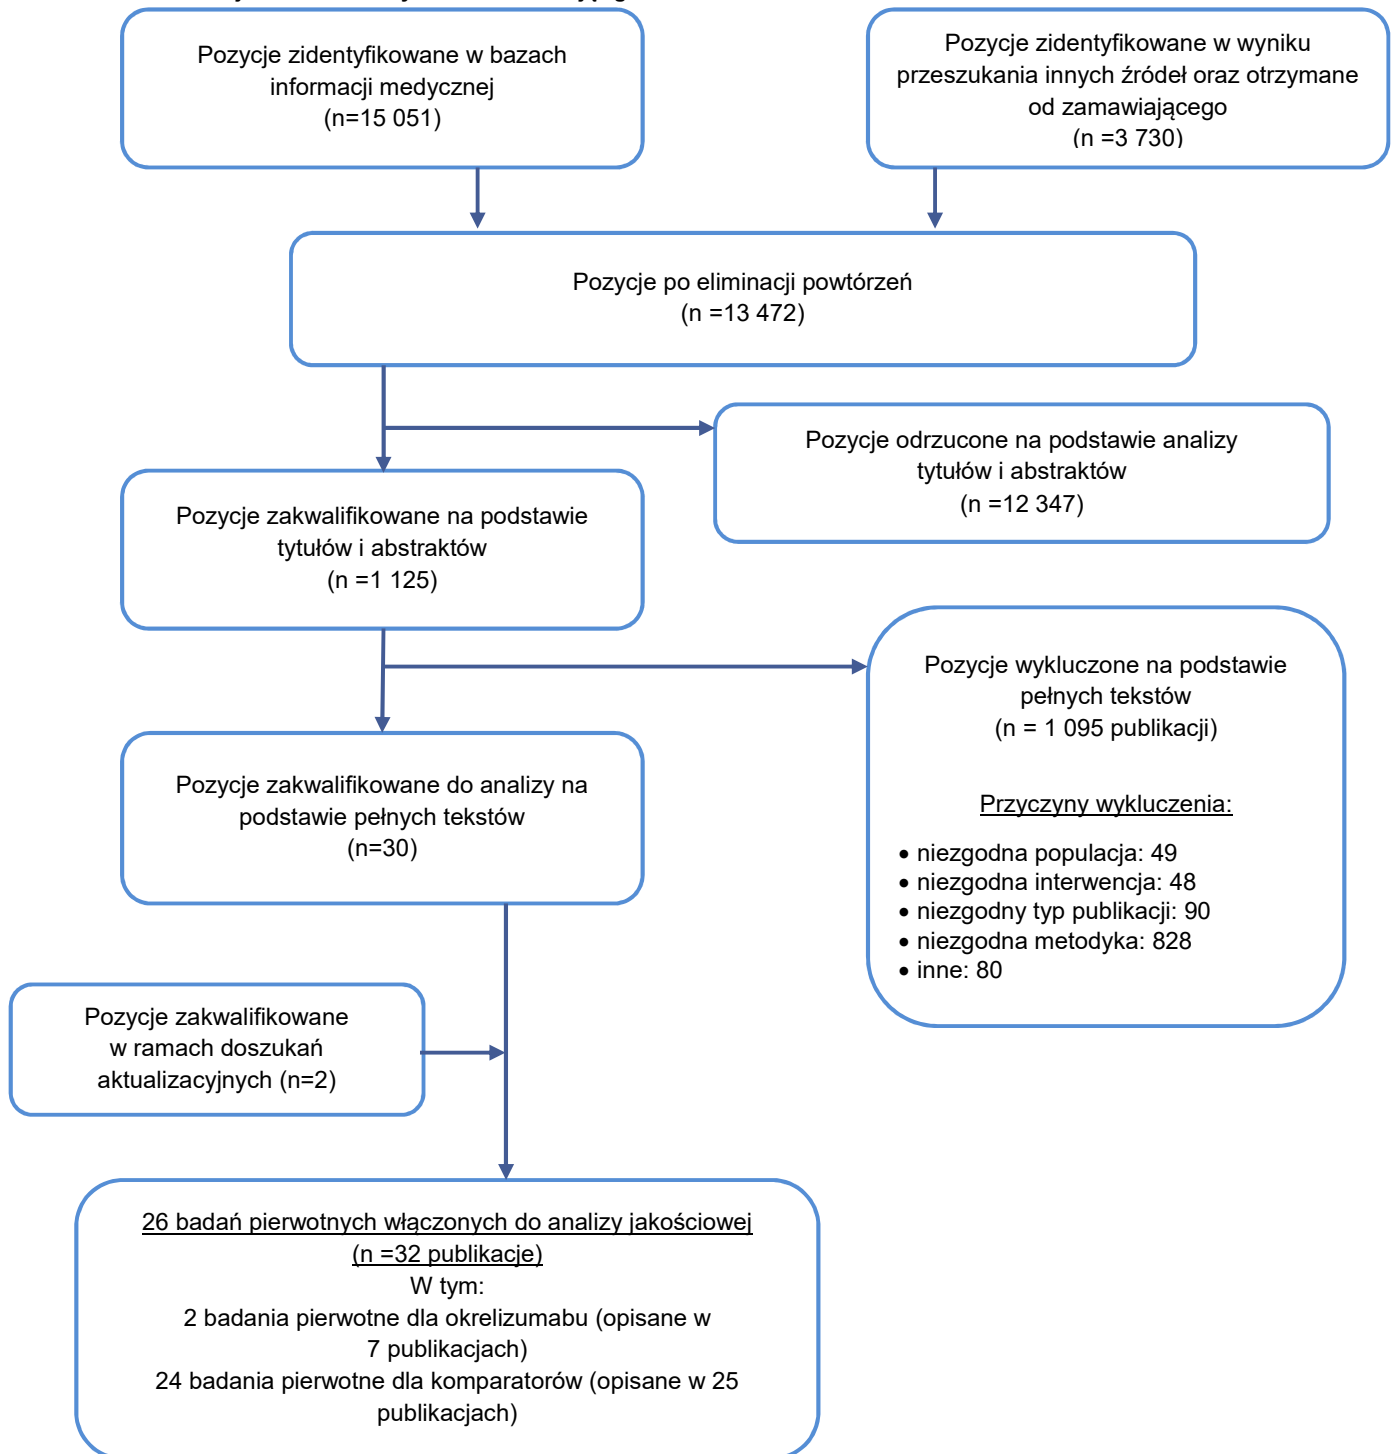 Pozycje zidentyfikowane w bazach
informacji medycznej
(n=15 051)
Pozycje zidentyfikowane w wyniku
przeszukania innych źródeł oraz otrzymane
od zamawiającego
(n =3 730)
Pozycje po eliminacji powtórzeń
(n =13 472)
Pozycje odrzucone na podstawie analizy
tytułów i abstraktów
(n =12 347)
Pozycje zakwalifikowane na podstawie
tytułów i abstraktów
(n =1 125)
Pozycje wykluczone na podstawie
pełnych tekstów
(n = 1 095 publikacji)
Przyczyny wykluczenia:
• niezgodna populacja: 49
• niezgodna interwencja: 48
• niezgodny typ publikacji: 90
• niezgodna metodyka: 828
• inne: 80
Pozycje zakwalifikowane do analizy na
podstawie pełnych tekstów
(n=30)
Pozycje zakwalifikowane
w ramach doszukań
aktualizacyjnych (n=2)
26 badań pierwotnych włączonych do analizy jakościowej
(n =32 publikacje)
W tym:
2 badania pierwotne dla okrelizumabu (opisane w
7 publikacjach)
24 badania pierwotne dla komparatorów (opisane w 25
publikacjach)